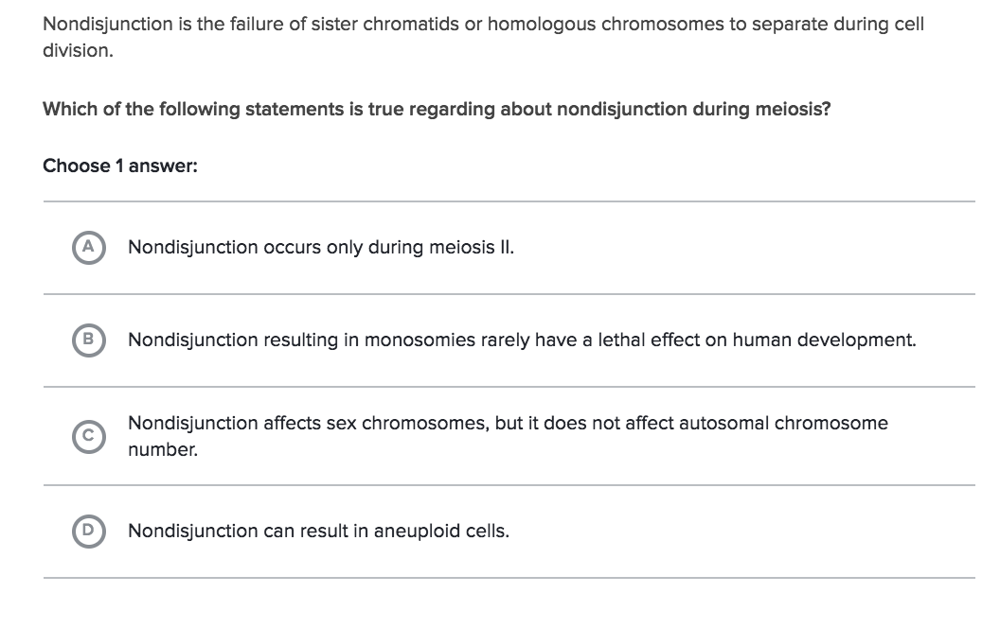 Nondisjunction is the failure of sister chromatids or homologous chromosomes to separate during cell
division.
Which of the following statements is true regarding about nondisjunction during meiosis?
Choose 1 answer:
A Nondisjunction occurs only during meiosis II.
B Nondisjunction resulting in monosomies rarely have a lethal effect on human development.
C Nondisjunction affects sex chromosomes, but it does not affect autosomal chromosome
number.
D Nondisjunction can result in aneuploid cells.